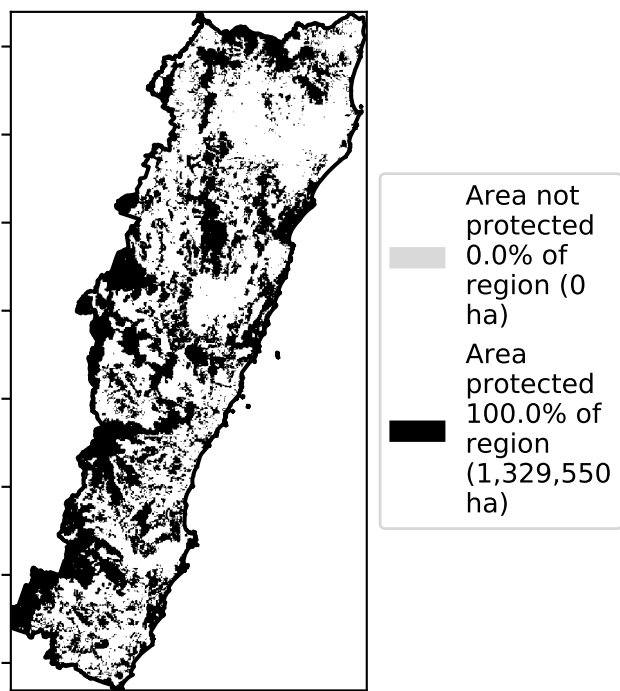 Area not
protected
0.0% of
region (0
ha)
Area
protected
100.0% of
region
(1,329,550
ha)